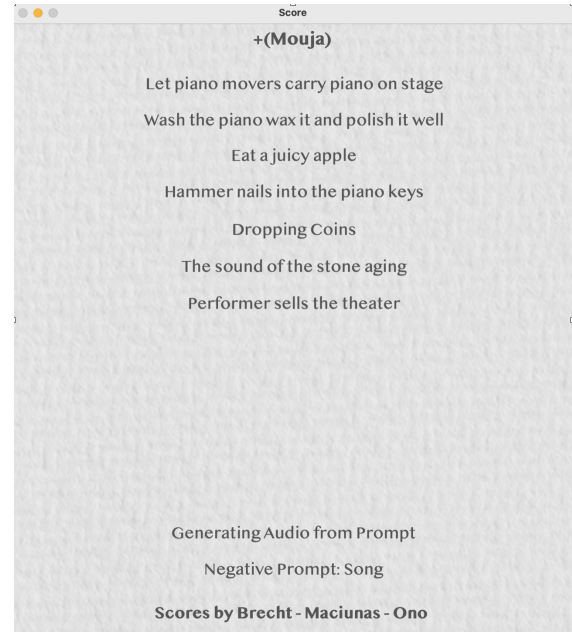 Score
+(Mouja)
Let piano movers carry piano on stage
Wash the piano wax it and polish it well
Eat a juicy apple
Hammer nails into the piano keys
Dropping Coins
The sound of the stone aging
Performer sells the theater
Generating Audio from Prompt
Negative Prompt: Song
Scores by Brecht - Maciunas - Ono